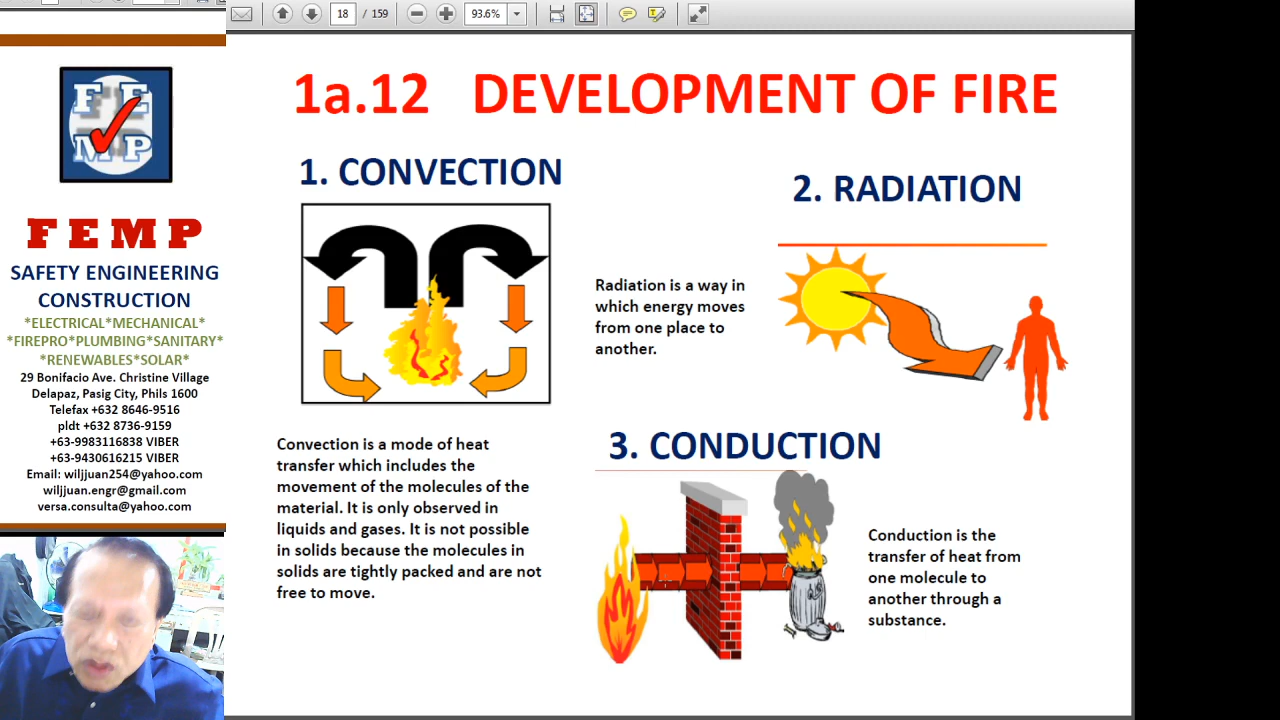 18 / 159
93.6%
F E
M P
F E M P
SAFETY ENGINEERING
CONSTRUCTION
*ELECTRICAL*MECHANICAL*
*FIREPRO*PLUMBING*SANITARY*
*RENEWABLES*SOLAR*
29 Bonifacio Ave. Christine Village
Delapaz, Pasig City, Phils 1600
Telefax +632 8646-9516
pldt +632 8736-9159
+63-9983116838 VIBER
+63-9430616215 VIBER
Email: wiljjuan254@yahoo.com
wiljjuan.engr@gmail.com
versa.consulta@yahoo.com
1a.12 DEVELOPMENT OF FIRE
1. CONVECTION
Convection is a mode of heat
transfer which includes the
movement of the molecules of the
material. It is only observed in
liquids and gases. It is not possible
in solids because the molecules in
solids are tightly packed and are not
free to move.
2. RADIATION
Radiation is a way in
which energy moves
from one place to
another.
3. CONDUCTION
Conduction is the
transfer of heat from
one molecule to
another through a
substance.